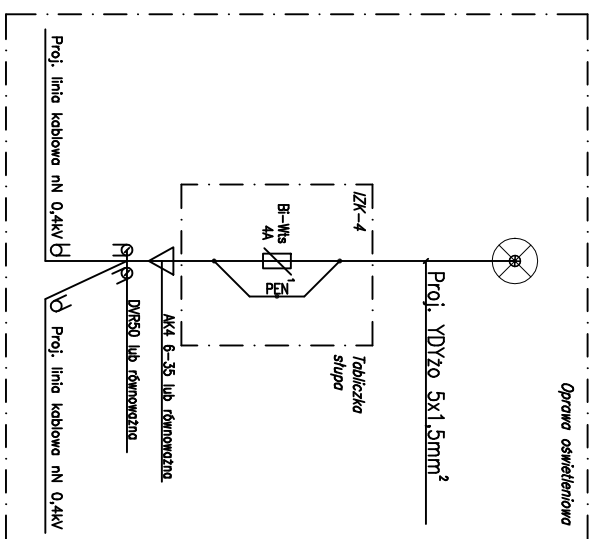 Oprawa oświetleniowa
Proj. YDYżo 5x1,5mm²
Tabliczka
słupa
IZK-4
Bi-Wts
4A
1
PEN
AK4 6-35 lub równoważna
DVR50 lub równoważna
Proj. linia kablowa nN 0,4kV
Proj. linia kablowa nN 0,4kV